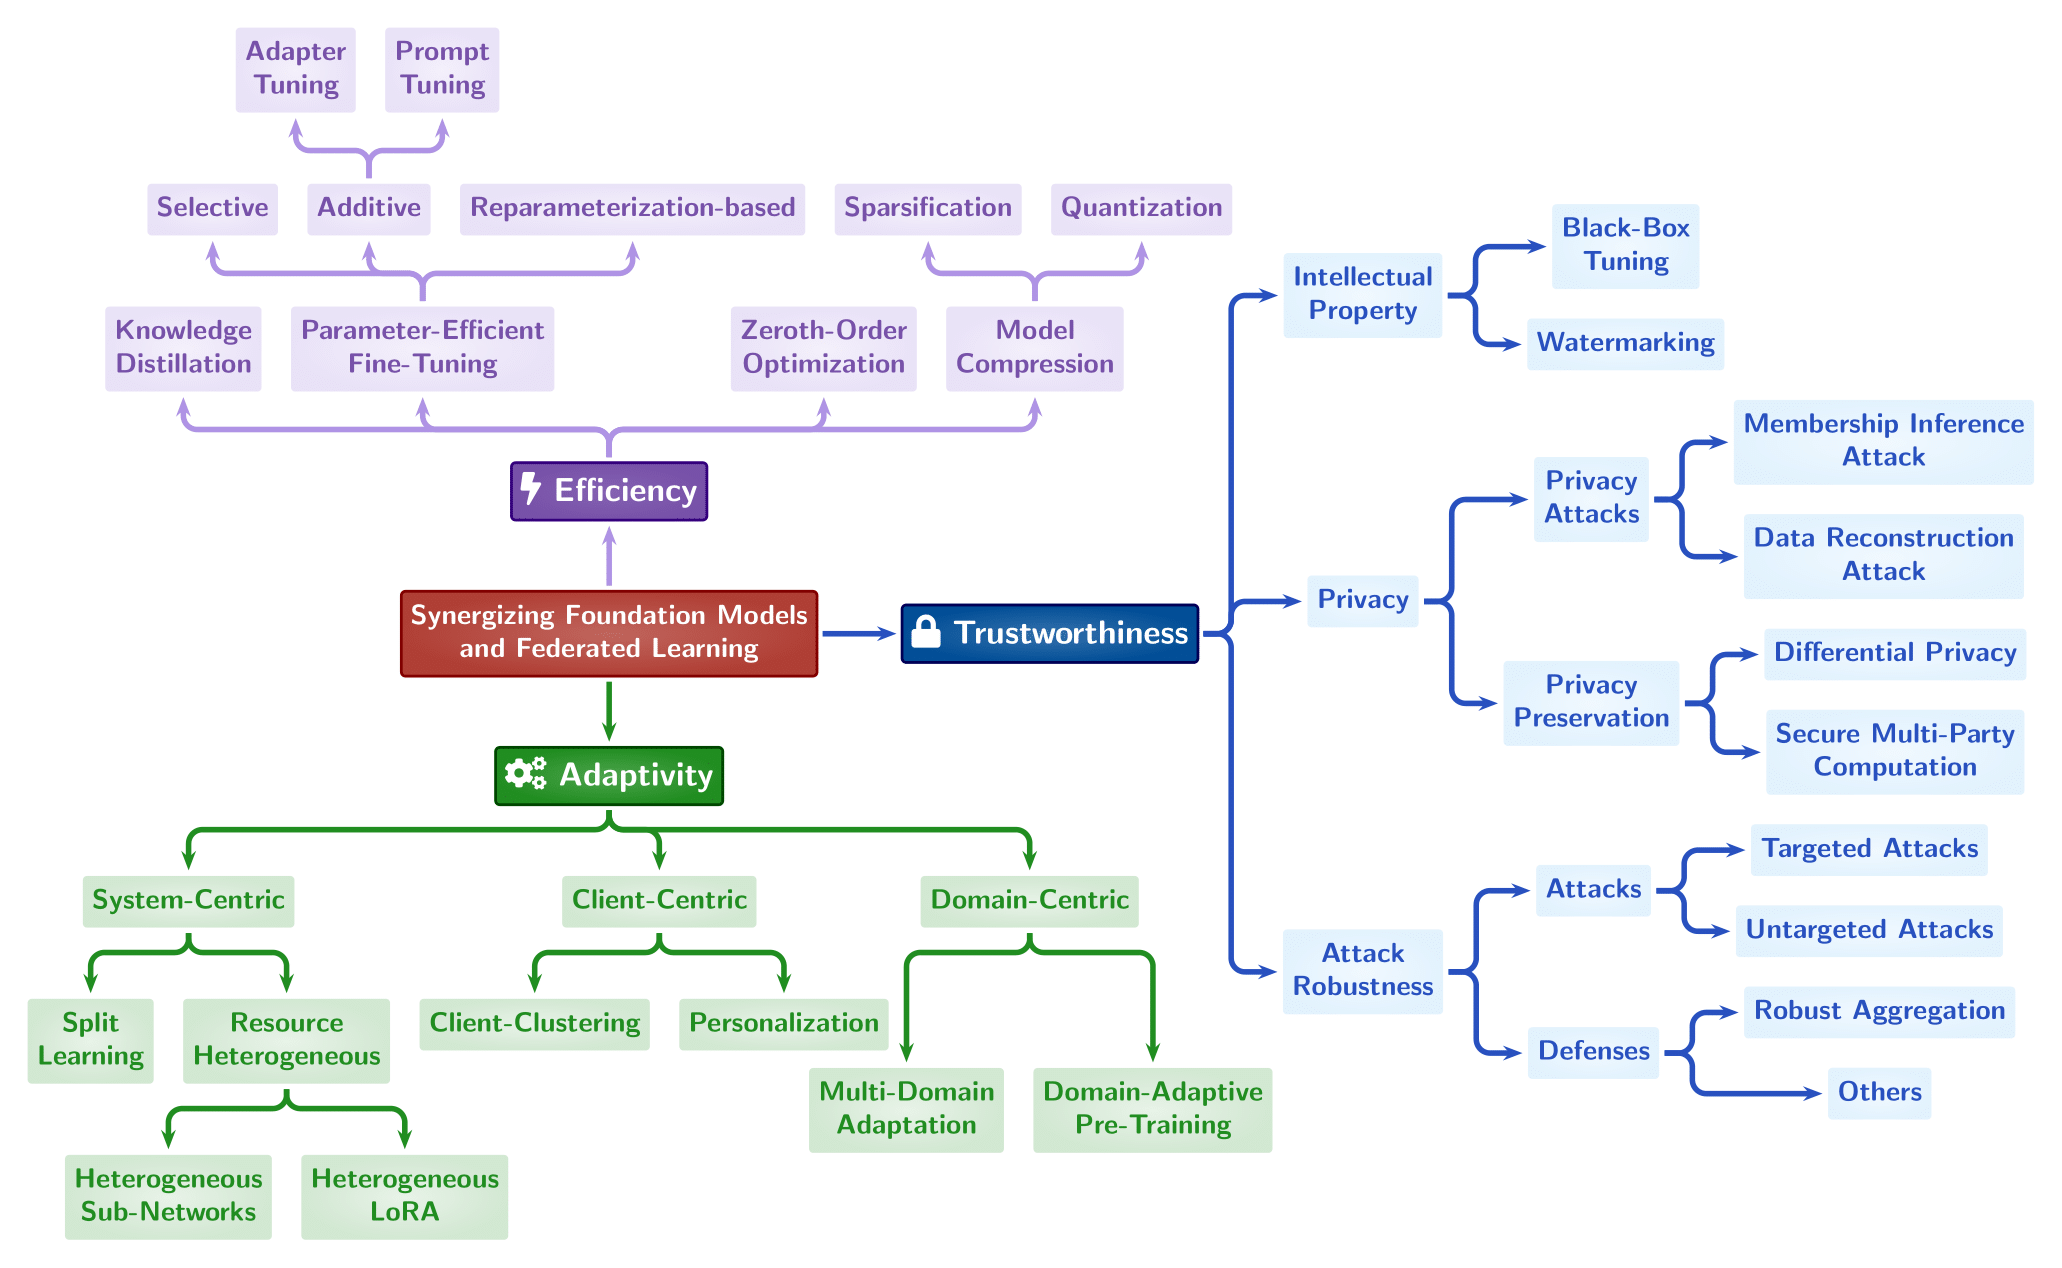 Adapter
Tuning
Prompt
Tuning
Selective
Additive
Reparameterization-based
Sparsification
Quantization
Knowledge
Distillation
Parameter-Efficient
Fine-Tuning
Zeroth-Order
Optimization
Model
Compression
Efficiency
Synergizing Foundation Models
and Federated Learning
Trustworthiness
Adaptivity
System-Centric
Client-Centric
Domain-Centric
Split
Learning
Resource
Heterogeneous
Client-Clustering
Personalization
Multi-Domain
Adaptation
Domain-Adaptive
Pre-Training
Heterogeneous
Sub-Networks
Heterogeneous
LoRA
Intellectual
Property
Black-Box
Tuning
Watermarking
Privacy
Privacy
Attacks
Membership Inference
Attack
Data Reconstruction
Attack
Privacy
Preservation
Differential Privacy
Secure Multi-Party
Computation
Attack
Robustness
Attacks
Targeted Attacks
Untargeted Attacks
Defenses
Robust Aggregation
Others